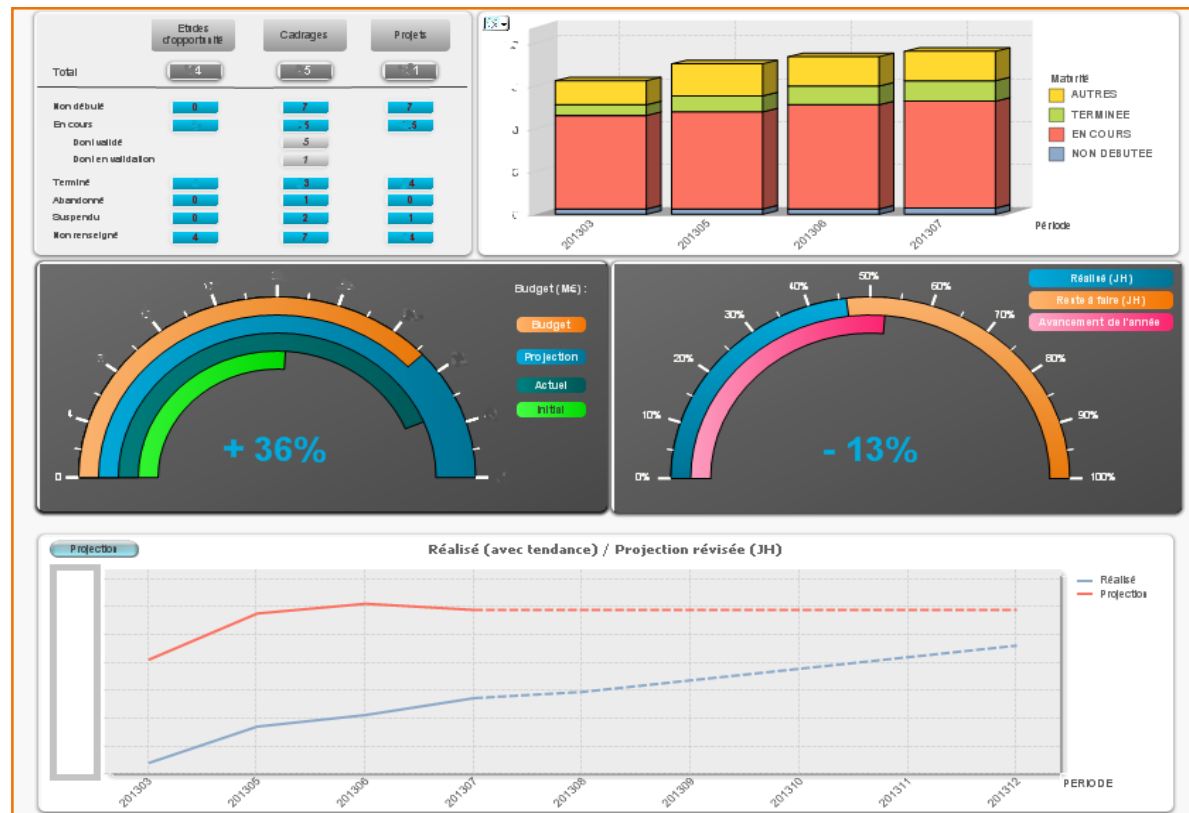 Etudes d'opportunité Cadrages Projets
Total
Non débuté 0 7 7
En cours
Dont validé 5
Dont en validation 1
Terminé 3 4
Abandonné 0 1 0
Suspendu 0 2 1
Non renseigné 4 7 4
Maturité
AUTRES
TERMINEE
EN COURS
NON DEBUTEE
201303 201305 201306 201307
Période
Budget (M€) :
Budget
Projection
Actuel
Initial
0
+ 36%
Réalisé (JH)
Reste à faire (JH)
Avancement de l'année
0% 10% 20% 30% 40% 50% 60% 70% 80% 90% 100%
- 13%
Projection
Réalisé (avec tendance) / Projection révisée (JH)
Réalisé
Projection
201303 201305 201306 201307 201308 201309 201310 201311 201312
PERIODE